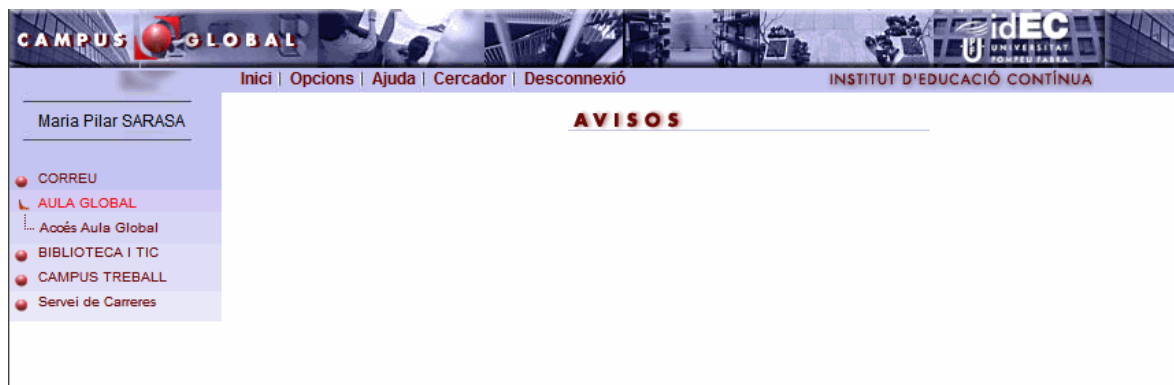 CAMPUS GLOBAL
idEC
UNIVERSITAT
POMPEU FABRA
Inici | Opcions | Ajuda | Cercador | Desconnexió
INSTITUT D'EDUCACIÓ CONTÍNUA
Maria Pilar SARASA
AVISOS
CORREU
AULA GLOBAL
Accés Aula Global
BIBLIOTECA I TIC
CAMPUS TREBALL
Servei de Carreres